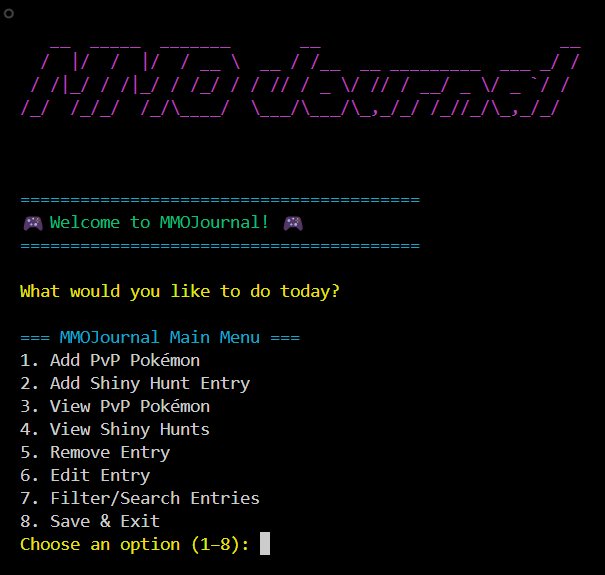 MMOJournal
========================================
🎮 Welcome to MMOJournal! 🎮
========================================
What would you like to do today?
=== MMOJournal Main Menu ===
1. Add PvP Pokémon
2. Add Shiny Hunt Entry
3. View PvP Pokémon
4. View Shiny Hunts
5. Remove Entry
6. Edit Entry
7. Filter/Search Entries
8. Save & Exit
Choose an option (1–8):